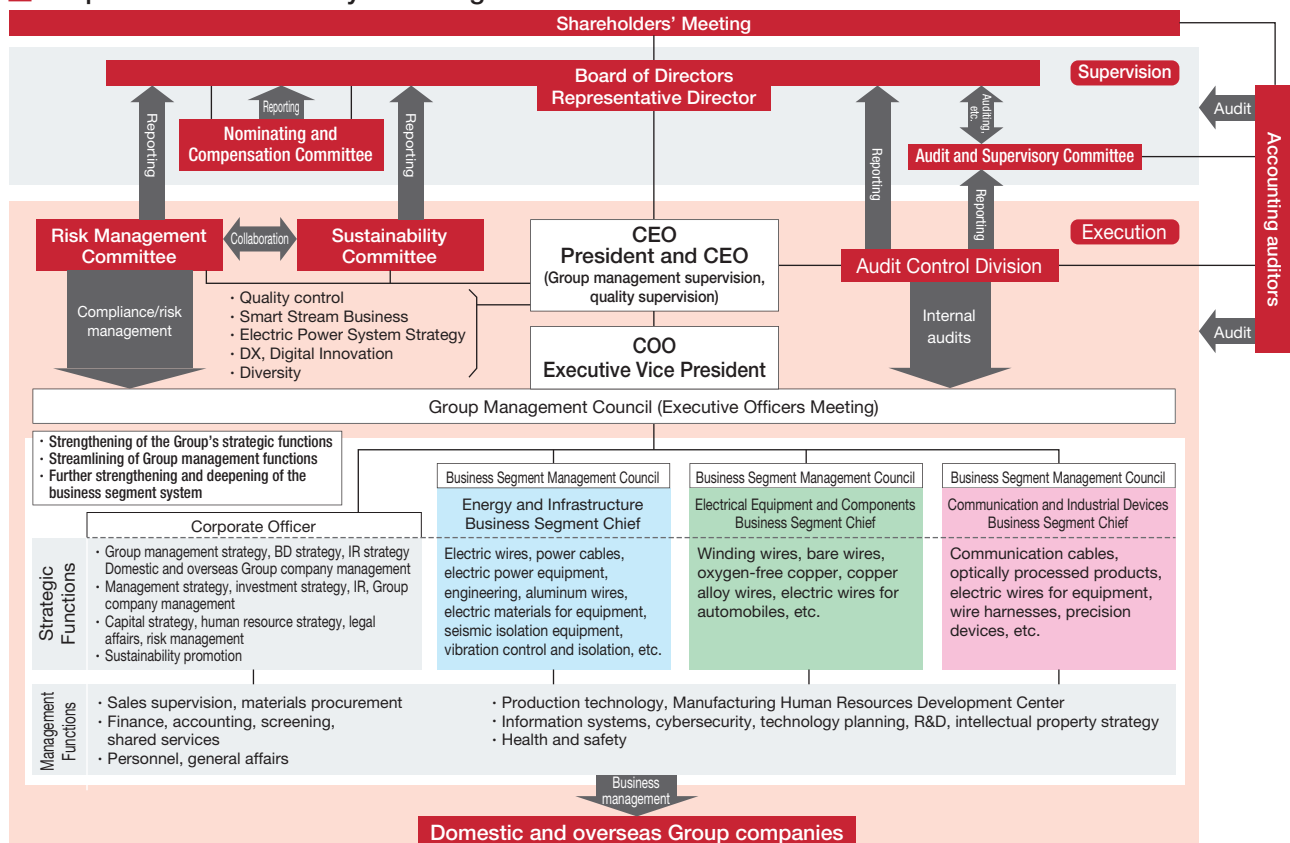 Shareholders' Meeting
Board of Directors
Representative Director
Supervision
Reporting
Reporting
Reporting
Nominating and
Compensation Committee
Reporting
Auditing,
etc.
Audit and Supervisory Committee
Audit
Accounting auditors
Reporting
Risk Management
Committee
Collaboration
Sustainability
Committee
CEO
President and CEO
(Group management supervision,
quality supervision)
Audit Control Division
Execution
Compliance/risk
management
· Quality control
· Smart Stream Business
· Electric Power System Strategy
· DX, Digital Innovation
· Diversity
COO
Executive Vice President
Internal
audits
Audit
Group Management Council (Executive Officers Meeting)
· Strengthening of the Group's strategic functions
· Streamlining of Group management functions
· Further strengthening and deepening of the
business segment system
Corporate Officer
Business Segment Management Council
Energy and Infrastructure
Business Segment Chief
Business Segment Management Council
Electrical Equipment and Components
Business Segment Chief
Business Segment Management Council
Communication and Industrial Devices
Business Segment Chief
Strategic
Functions
· Group management strategy, BD strategy, IR strategy
Domestic and overseas Group company management
· Management strategy, investment strategy, IR, Group
company management
· Capital strategy, human resource strategy, legal
affairs, risk management
· Sustainability promotion
Electric wires, power cables,
electric power equipment,
engineering, aluminum wires,
electric materials for equipment,
seismic isolation equipment,
vibration control and isolation, etc.
Winding wires, bare wires,
oxygen-free copper, copper
alloy wires, electric wires for
automobiles, etc.
Communication cables,
optically processed products,
electric wires for equipment,
wire harnesses, precision
devices, etc.
Management
Functions
· Sales supervision, materials procurement
· Finance, accounting, screening,
shared services
· Personnel, general affairs
· Production technology, Manufacturing Human Resources Development Center
· Information systems, cybersecurity, technology planning, R&D, intellectual property strategy
· Health and safety
Business
management
Domestic and overseas Group companies